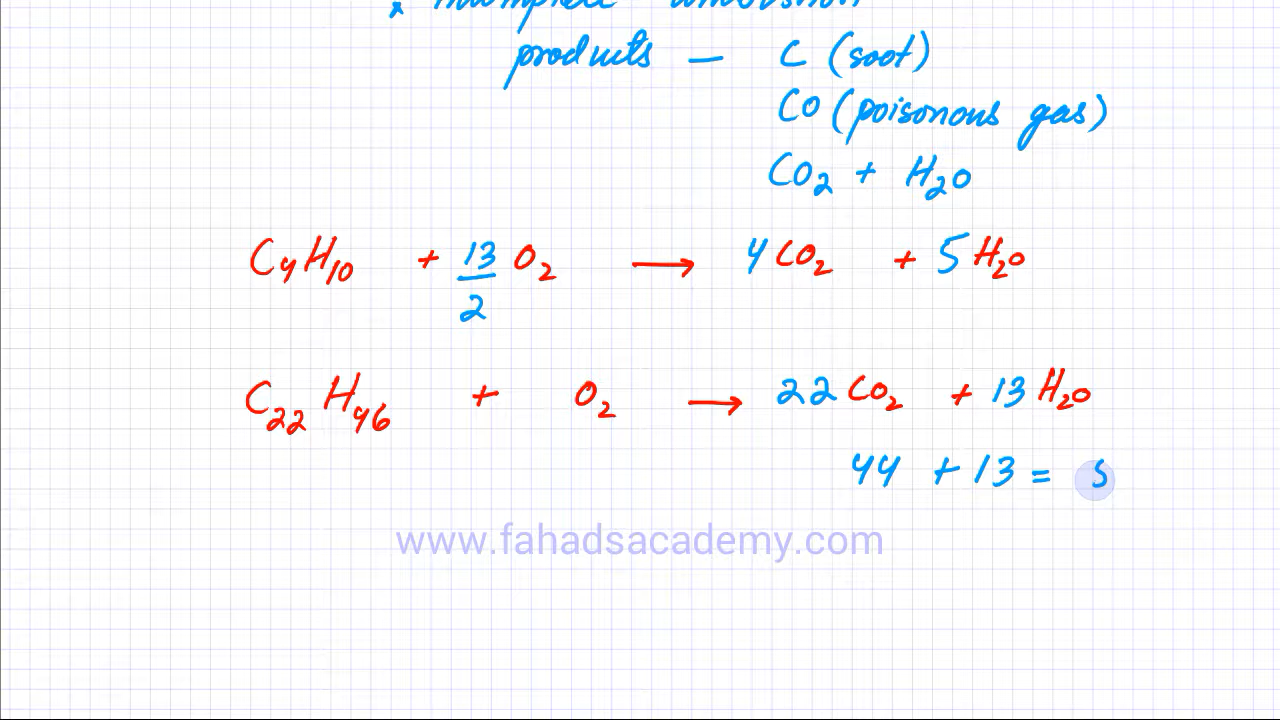 products – C (soot)
CO (poisonous gas)
CO₂ + H₂O
C₄H₁₀ + 13/2 O₂ → 4CO₂ + 5H₂O
C₂₂H₄₆ + O₂ → 22CO₂ + 13H₂O
44 + 13 = 5
www.fahadsacademy.com